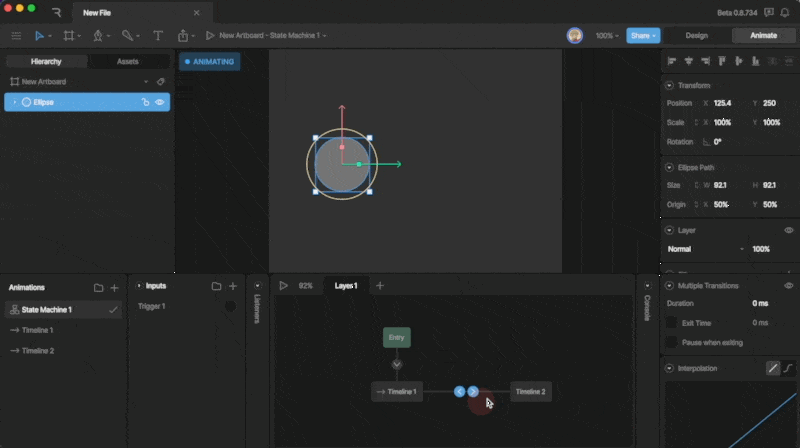 New File
Beta 0.8.734
New Artboard - State Machine 1
100%
Share
Design
Animate
Hierarchy
Assets
New Artboard
Ellipse
ANIMATING
Transform
Position X 125.4 Y 250
Scale X 100% Y 100%
Rotation 0°
Ellipse Path
Size W 92.1 H 92.1
Origin X 50% Y 50%
Layer
Normal 100%
Animations
State Machine 1
Timeline 1
Timeline 2
Inputs
Trigger 1
Listeners
92%
Layer 1
Entry
Timeline 1
Timeline 2
Console
Multiple Transitions
Duration 0 ms
Exit Time 0 ms
Pause when exiting
Interpolation